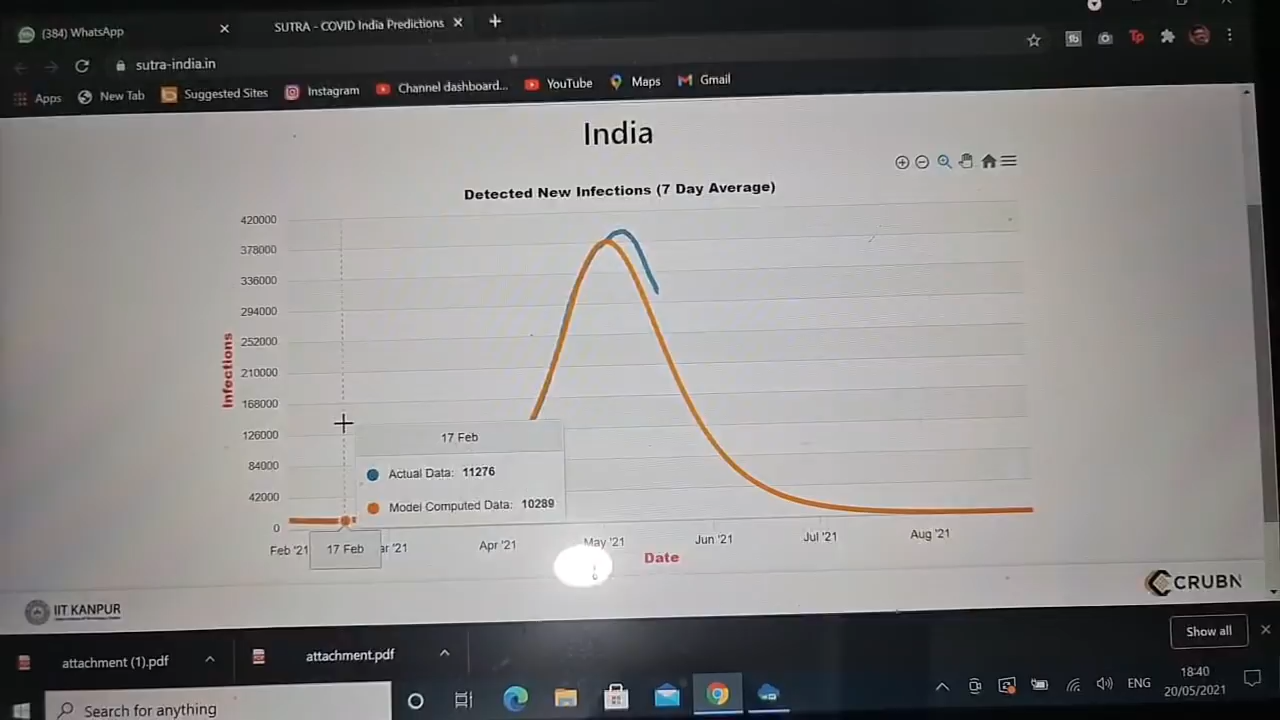 (384) WhatsApp
SUTRA - COVID India Predictions
sutra-india.in
Tp
Apps
New Tab
Suggested Sites
Instagram
Channel dashboard...
YouTube
Maps
Gmail
India
Detected New Infections (7 Day Average)
420000
378000
336000
294000
252000
210000
168000
126000
84000
42000
0
Infections
17 Feb
Actual Data: 11276
Model Computed Data: 10289
Feb '21
17 Feb
ar '21
Apr '21
May '21
Jun '21
Jul '21
Aug '21
Date
IIT KANPUR
CRUBN
attachment (1).pdf
attachment.pdf
Show all
Search for anything
ENG
18:40
20/05/2021